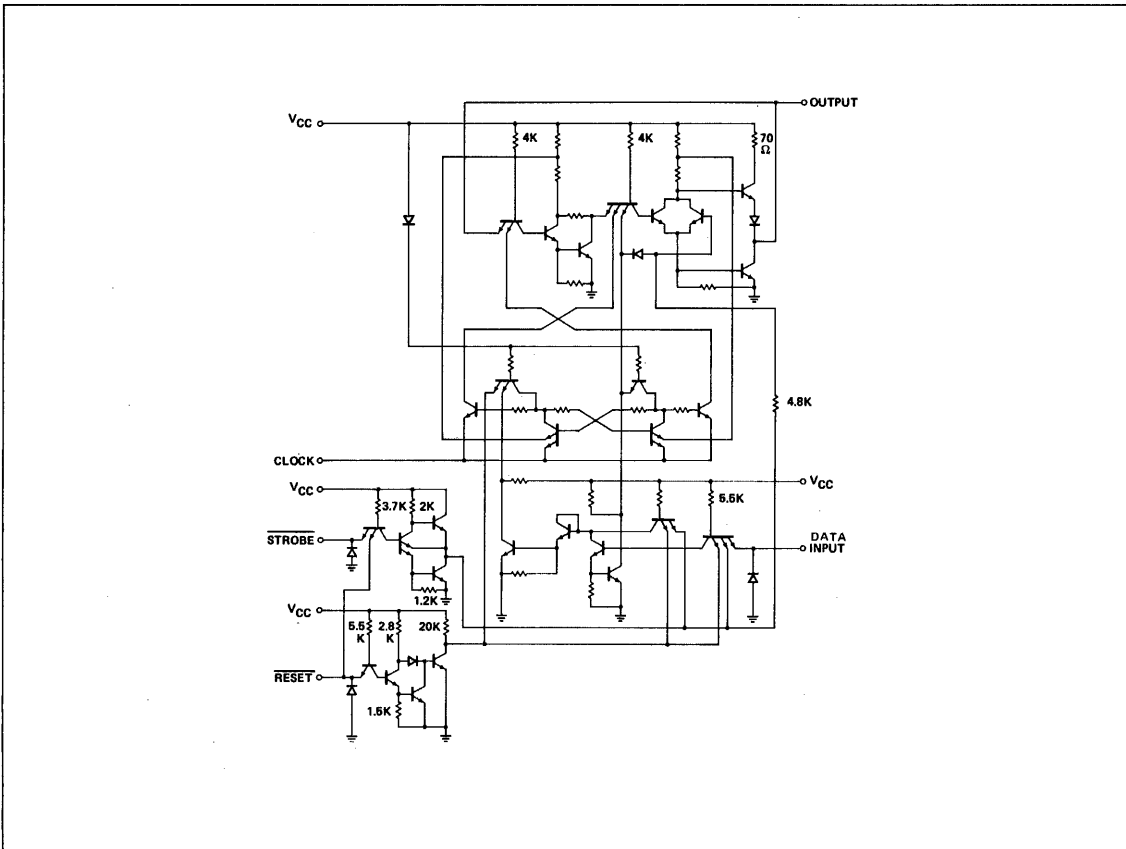 OUTPUT
VCC
4K
4K
70
Ω
4.8K
CLOCK
VCC
VCC
3.7K
2K
5.5K
STROBE
DATA
INPUT
1.2K
VCC
5.5
K
2.8
K
20K
RESET
1.5K